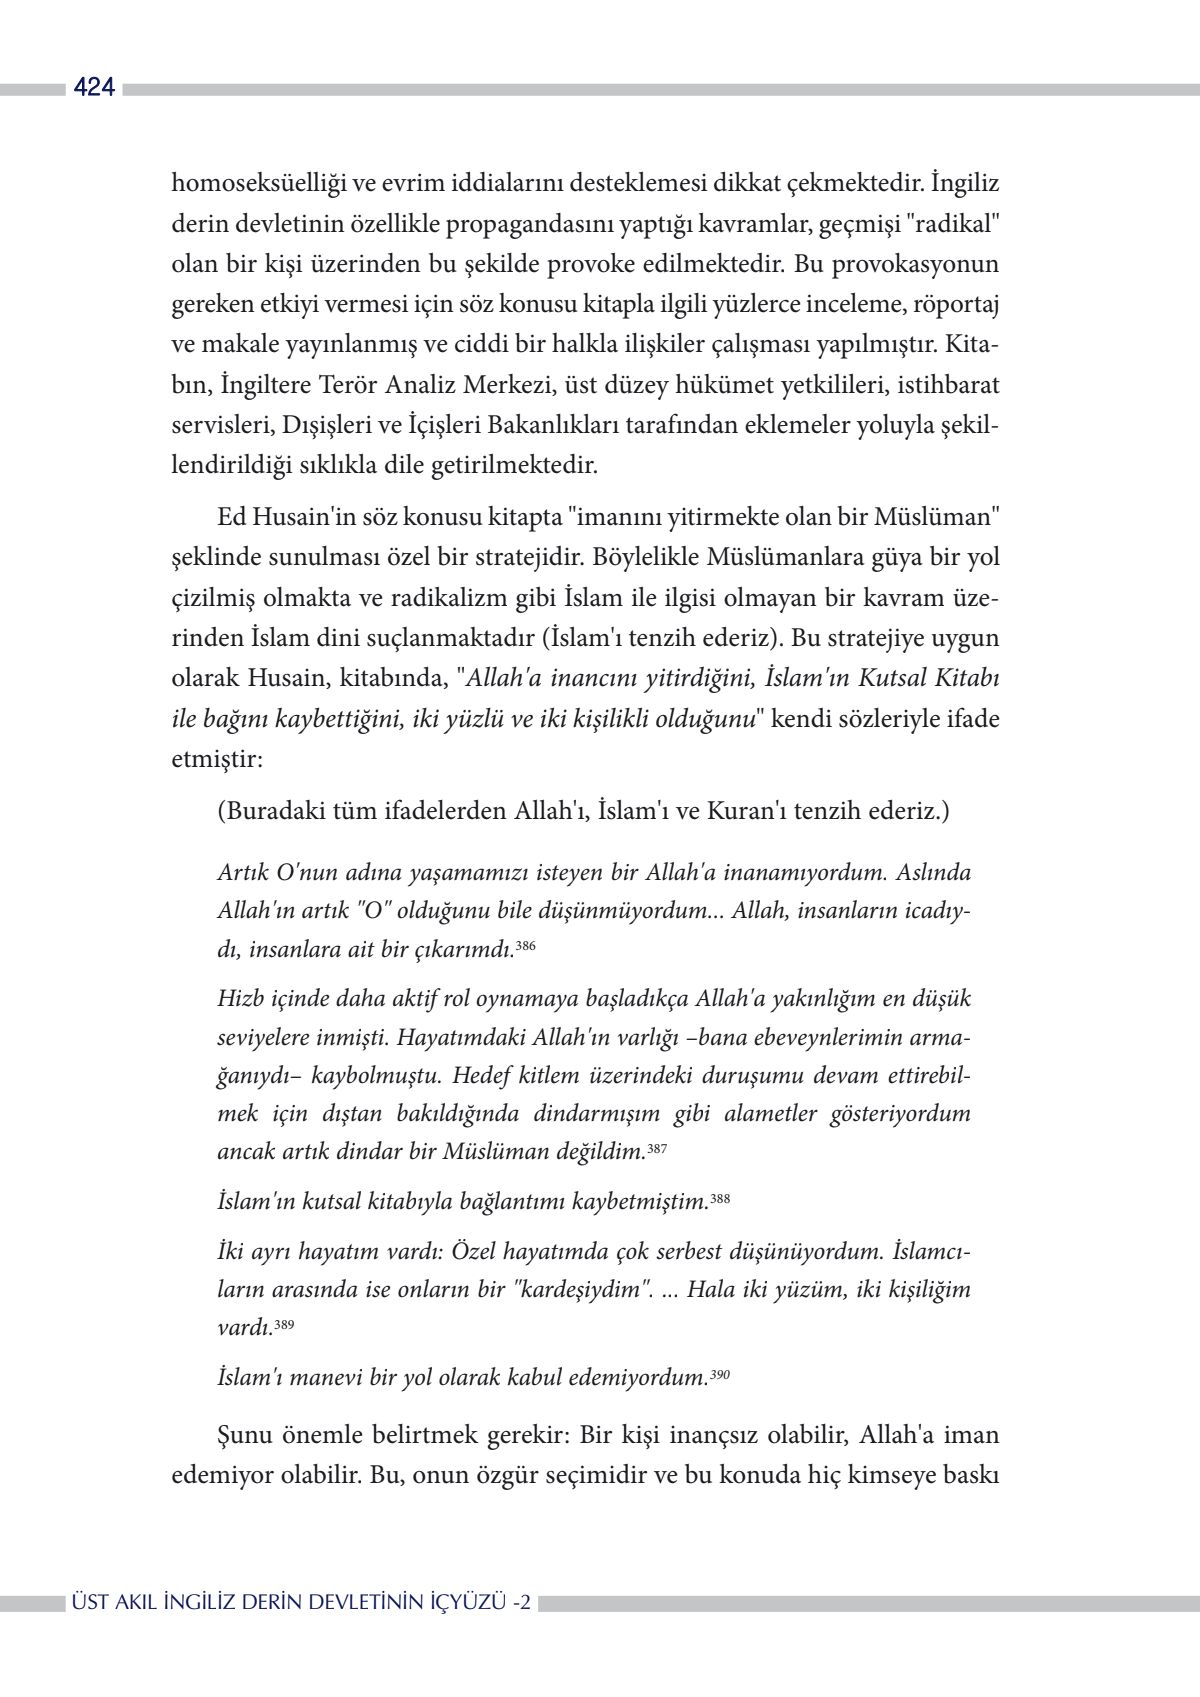 424
homoseksüelliği ve evrim iddialarını desteklemesi dikkat çekmektedir. İngiliz
derin devletinin özellikle propagandasını yaptığı kavramlar, geçmişi "radikal"
olan bir kişi üzerinden bu şekilde provoke edilmektedir. Bu provokasyonun
gereken etkiyi vermesi için söz konusu kitapla ilgili yüzlerce inceleme, röportaj
ve makale yayınlanmış ve ciddi bir halkla ilişkiler çalışması yapılmıştır. Kita-
bın, İngiltere Terör Analiz Merkezi, üst düzey hükümet yetkilileri, istihbarat
servisleri, Dışişleri ve İçişleri Bakanlıkları tarafından eklemeler yoluyla şekil-
lendirildiği sıklıkla dile getirilmektedir.
Ed Husain'in söz konusu kitapta "imanını yitirmekte olan bir Müslüman"
şeklinde sunulması özel bir stratejidir. Böylelikle Müslümanlara güya bir yol
çizilmiş olmakta ve radikalizm gibi İslam ile ilgisi olmayan bir kavram üze-
rinden İslam dini suçlanmaktadır (İslam'ı tenzih ederiz). Bu stratejiye uygun
olarak Husain, kitabında, "Allah'a inancını yitirdiğini, İslam'ın Kutsal Kitabı
ile bağını kaybettiğini, iki yüzlü ve iki kişilikli olduğunu" kendi sözleriyle ifade
etmiştir:
(Buradaki tüm ifadelerden Allah'ı, İslam'ı ve Kuran'ı tenzih ederiz.)
Artık O'nun adına yaşamamızı isteyen bir Allah'a inanamıyordum. Aslında
Allah'ın artık "O" olduğunu bile düşünmüyordum... Allah, insanların icadıy-
dı, insanlara ait bir çıkarımdı.386
Hizb içinde daha aktif rol oynamaya başladıkça Allah'a yakınlığım en düşük
seviyelere inmişti. Hayatımdaki Allah'ın varlığı –bana ebeveynlerimin arma-
ğanıydı– kaybolmuştu. Hedef kitlem üzerindeki duruşumu devam ettirebil-
mek için dıştan bakıldığında dindarmışım gibi alametler gösteriyordum
ancak artık dindar bir Müslüman değildim.387
İslam'ın kutsal kitabıyla bağlantımı kaybetmiştim.388
İki ayrı hayatım vardı: Özel hayatımda çok serbest düşünüyordum. İslamcı-
ların arasında ise onların bir "kardeşiydim". ... Hala iki yüzüm, iki kişiliğim
vardı.389
İslam'ı manevi bir yol olarak kabul edemiyordum.390
Şunu önemle belirtmek gerekir: Bir kişi inançsız olabilir, Allah'a iman
edemiyor olabilir. Bu, onun özgür seçimidir ve bu konuda hiç kimseye baskı
ÜST AKIL İNGİLİZ DERİN DEVLETİNİN İÇYÜZÜ -2